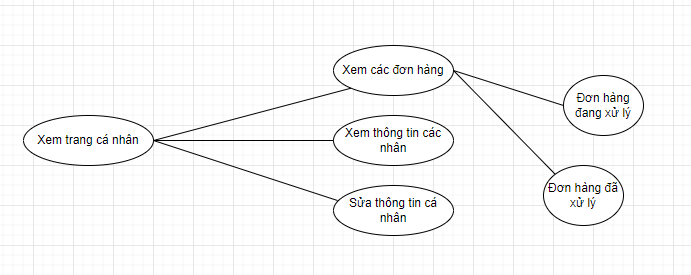 Xem trang cá nhân
Xem các đơn hàng
Xem thông tin các
nhân
Sửa thông tin cá
nhân
Đơn hàng
đang xử lý
Đơn hàng đã
xử lý